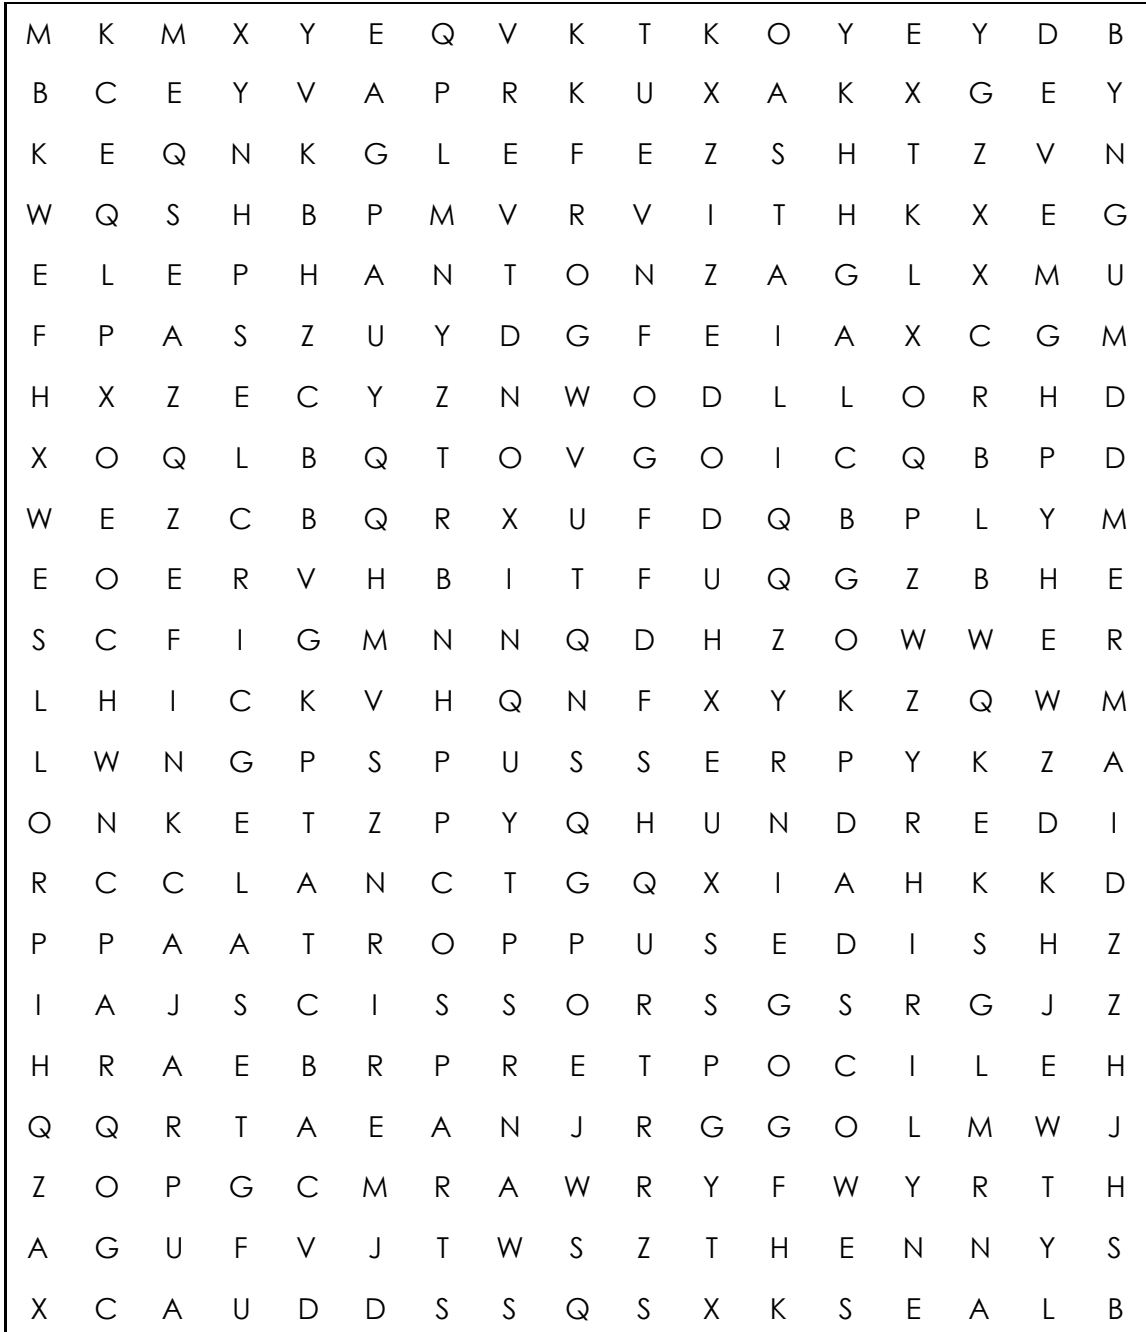 M K M X Y E Q V K T K O Y E Y D B
B C E Y V A P R K U X A K X G E Y
K E Q N K G L E F E Z S H T Z V N
W Q S H B P M V R V I T H K X E G
E L E P H A N T O N Z A G L X M U
F P A S Z U Y D G F E I A X C G M
H X Z E C Y Z N W O D L L O R H D
X O Q L B Q T O V G O I C Q B P D
W E Z C B Q R X U F D Q B P L Y M
E O E R V H B I T F U Q G Z B H E
S C F I G M N N Q D H Z O W W E R
L H I C K V H Q N F X Y K Z Q W M
L W N G P S P U S S E R P Y K Z A
O N K E T Z P Y Q H U N D R E D I
R C C L A N C T G Q X I A H K K D
P P A A T R O P P U S E D I S H Z
I A J S C I S S O R S G S R G J Z
H R A E B R P R E T P O C I L E H
Q Q R T A E A N J R G G O L M W J
Z O P G C M R A W R Y F W Y R T H
A G U F V J T W S Z T H E N N Y S
X C A U D D S S Q S X K S E A L B